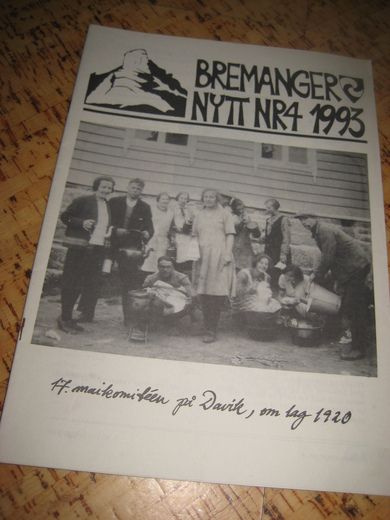 BREMANGER
NYTT NR4 1993
17. maikomitéen på Davik, om lag 1920